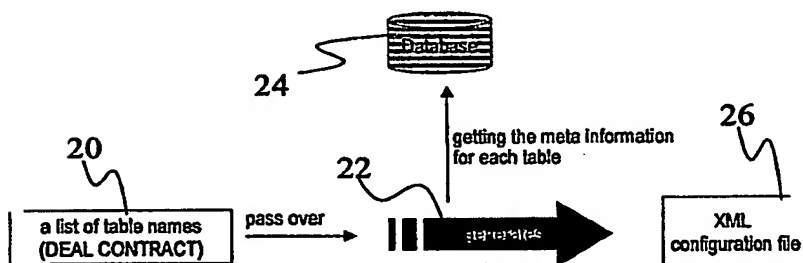 Database
24
getting the meta information
for each table
26
20
22
a list of table names
(DEAL CONTRACT)
pass over
generates
XML
configuration file